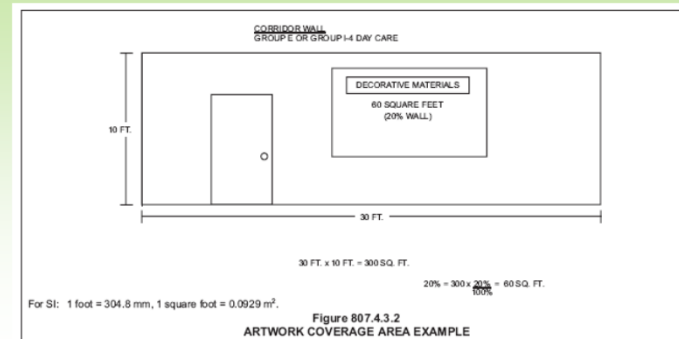 CORRIDOR WALL
GROUP E OR GROUP I-4 DAY CARE
DECORATIVE MATERIALS
60 SQUARE FEET
(20% WALL)
10 FT.
30 FT.
30 FT. x 10 FT. = 300 SQ. FT.
20% = 300 x 20% = 60 SQ. FT.
100%
For SI: 1 foot = 304.8 mm, 1 square foot = 0.0929 m².
Figure 807.4.3.2
ARTWORK COVERAGE AREA EXAMPLE